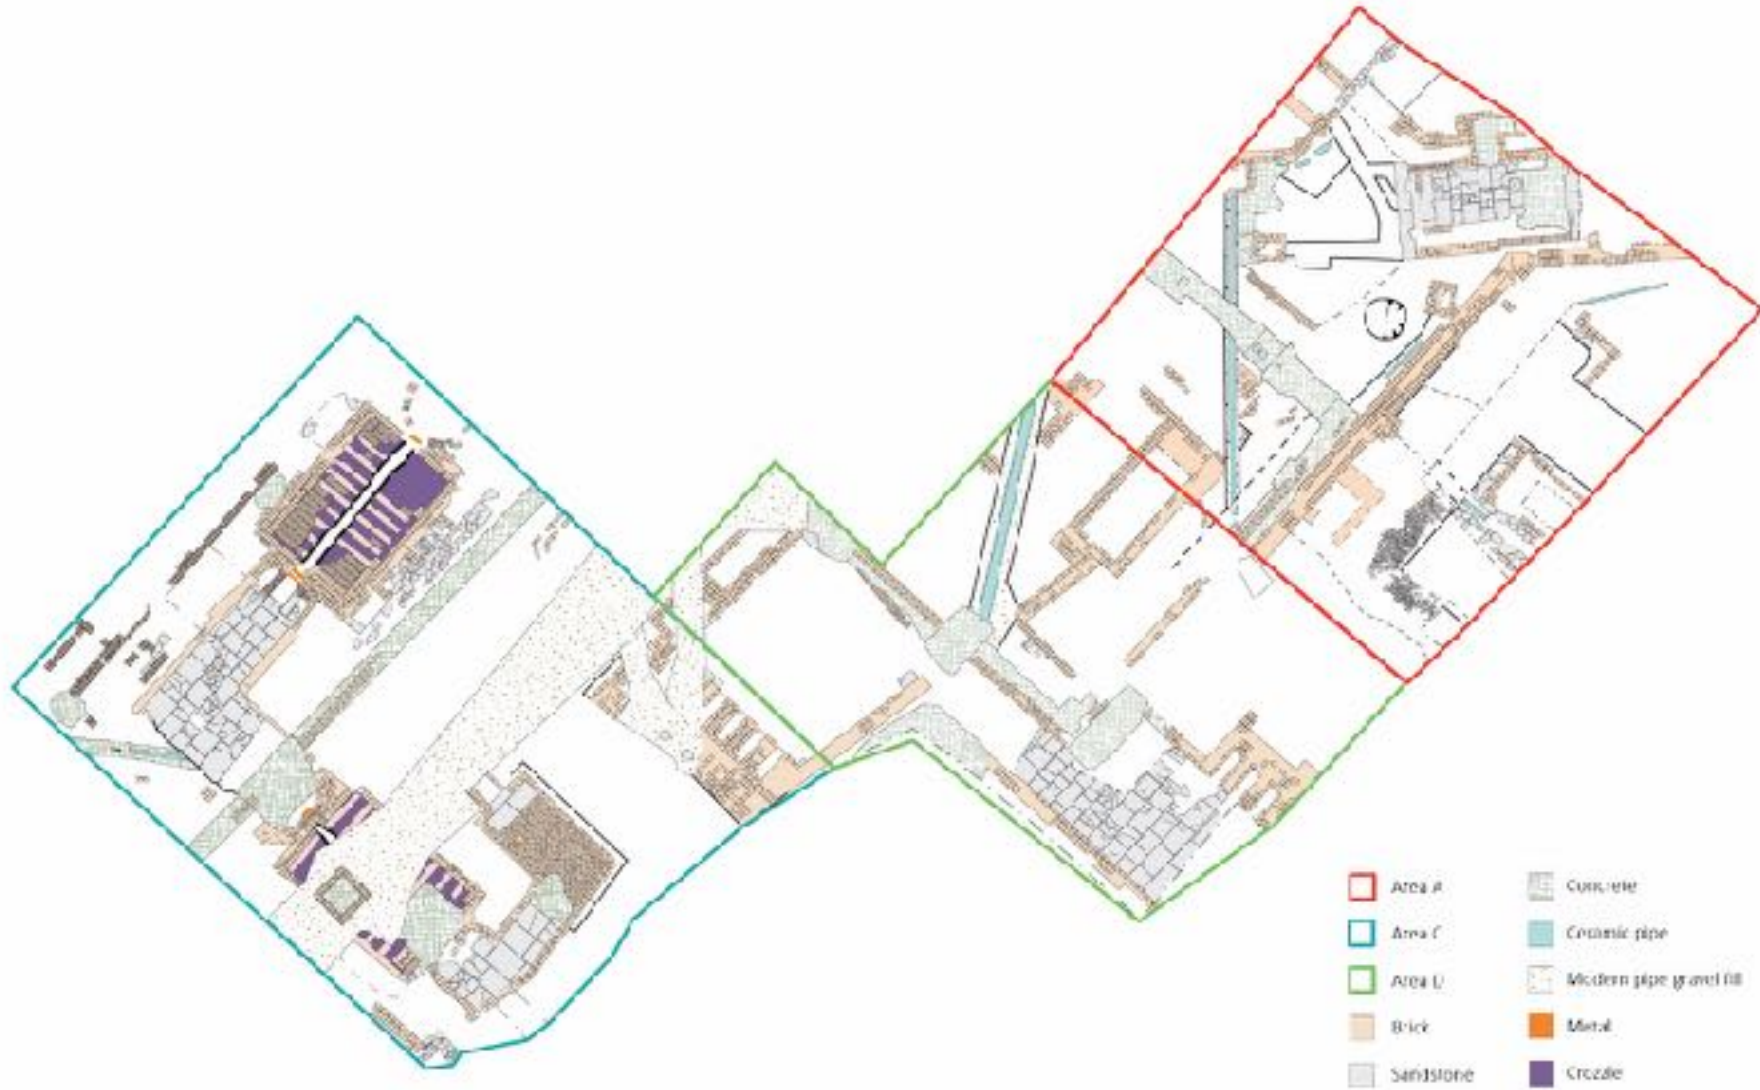 Area A
Area C
Area D
Brick
Sandstone
Concrete
Ceramic pipe
Modern pipe gravel fill
Metal
Crozzle